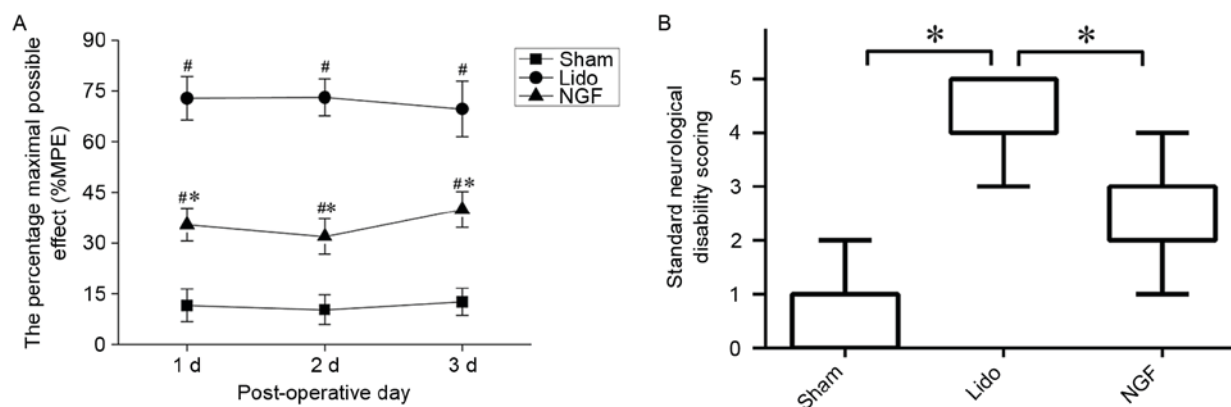 A
The percentage maximal possible
effect (%MPE)
90
75
60
45
30
15
0
# # #
#* #* #*
1 d 2 d 3 d
Post-operative day
Sham
Lido
NGF
B
Standard neurological
disability scoring
5
4
3
2
1
0
* *
Sham Lido NGF